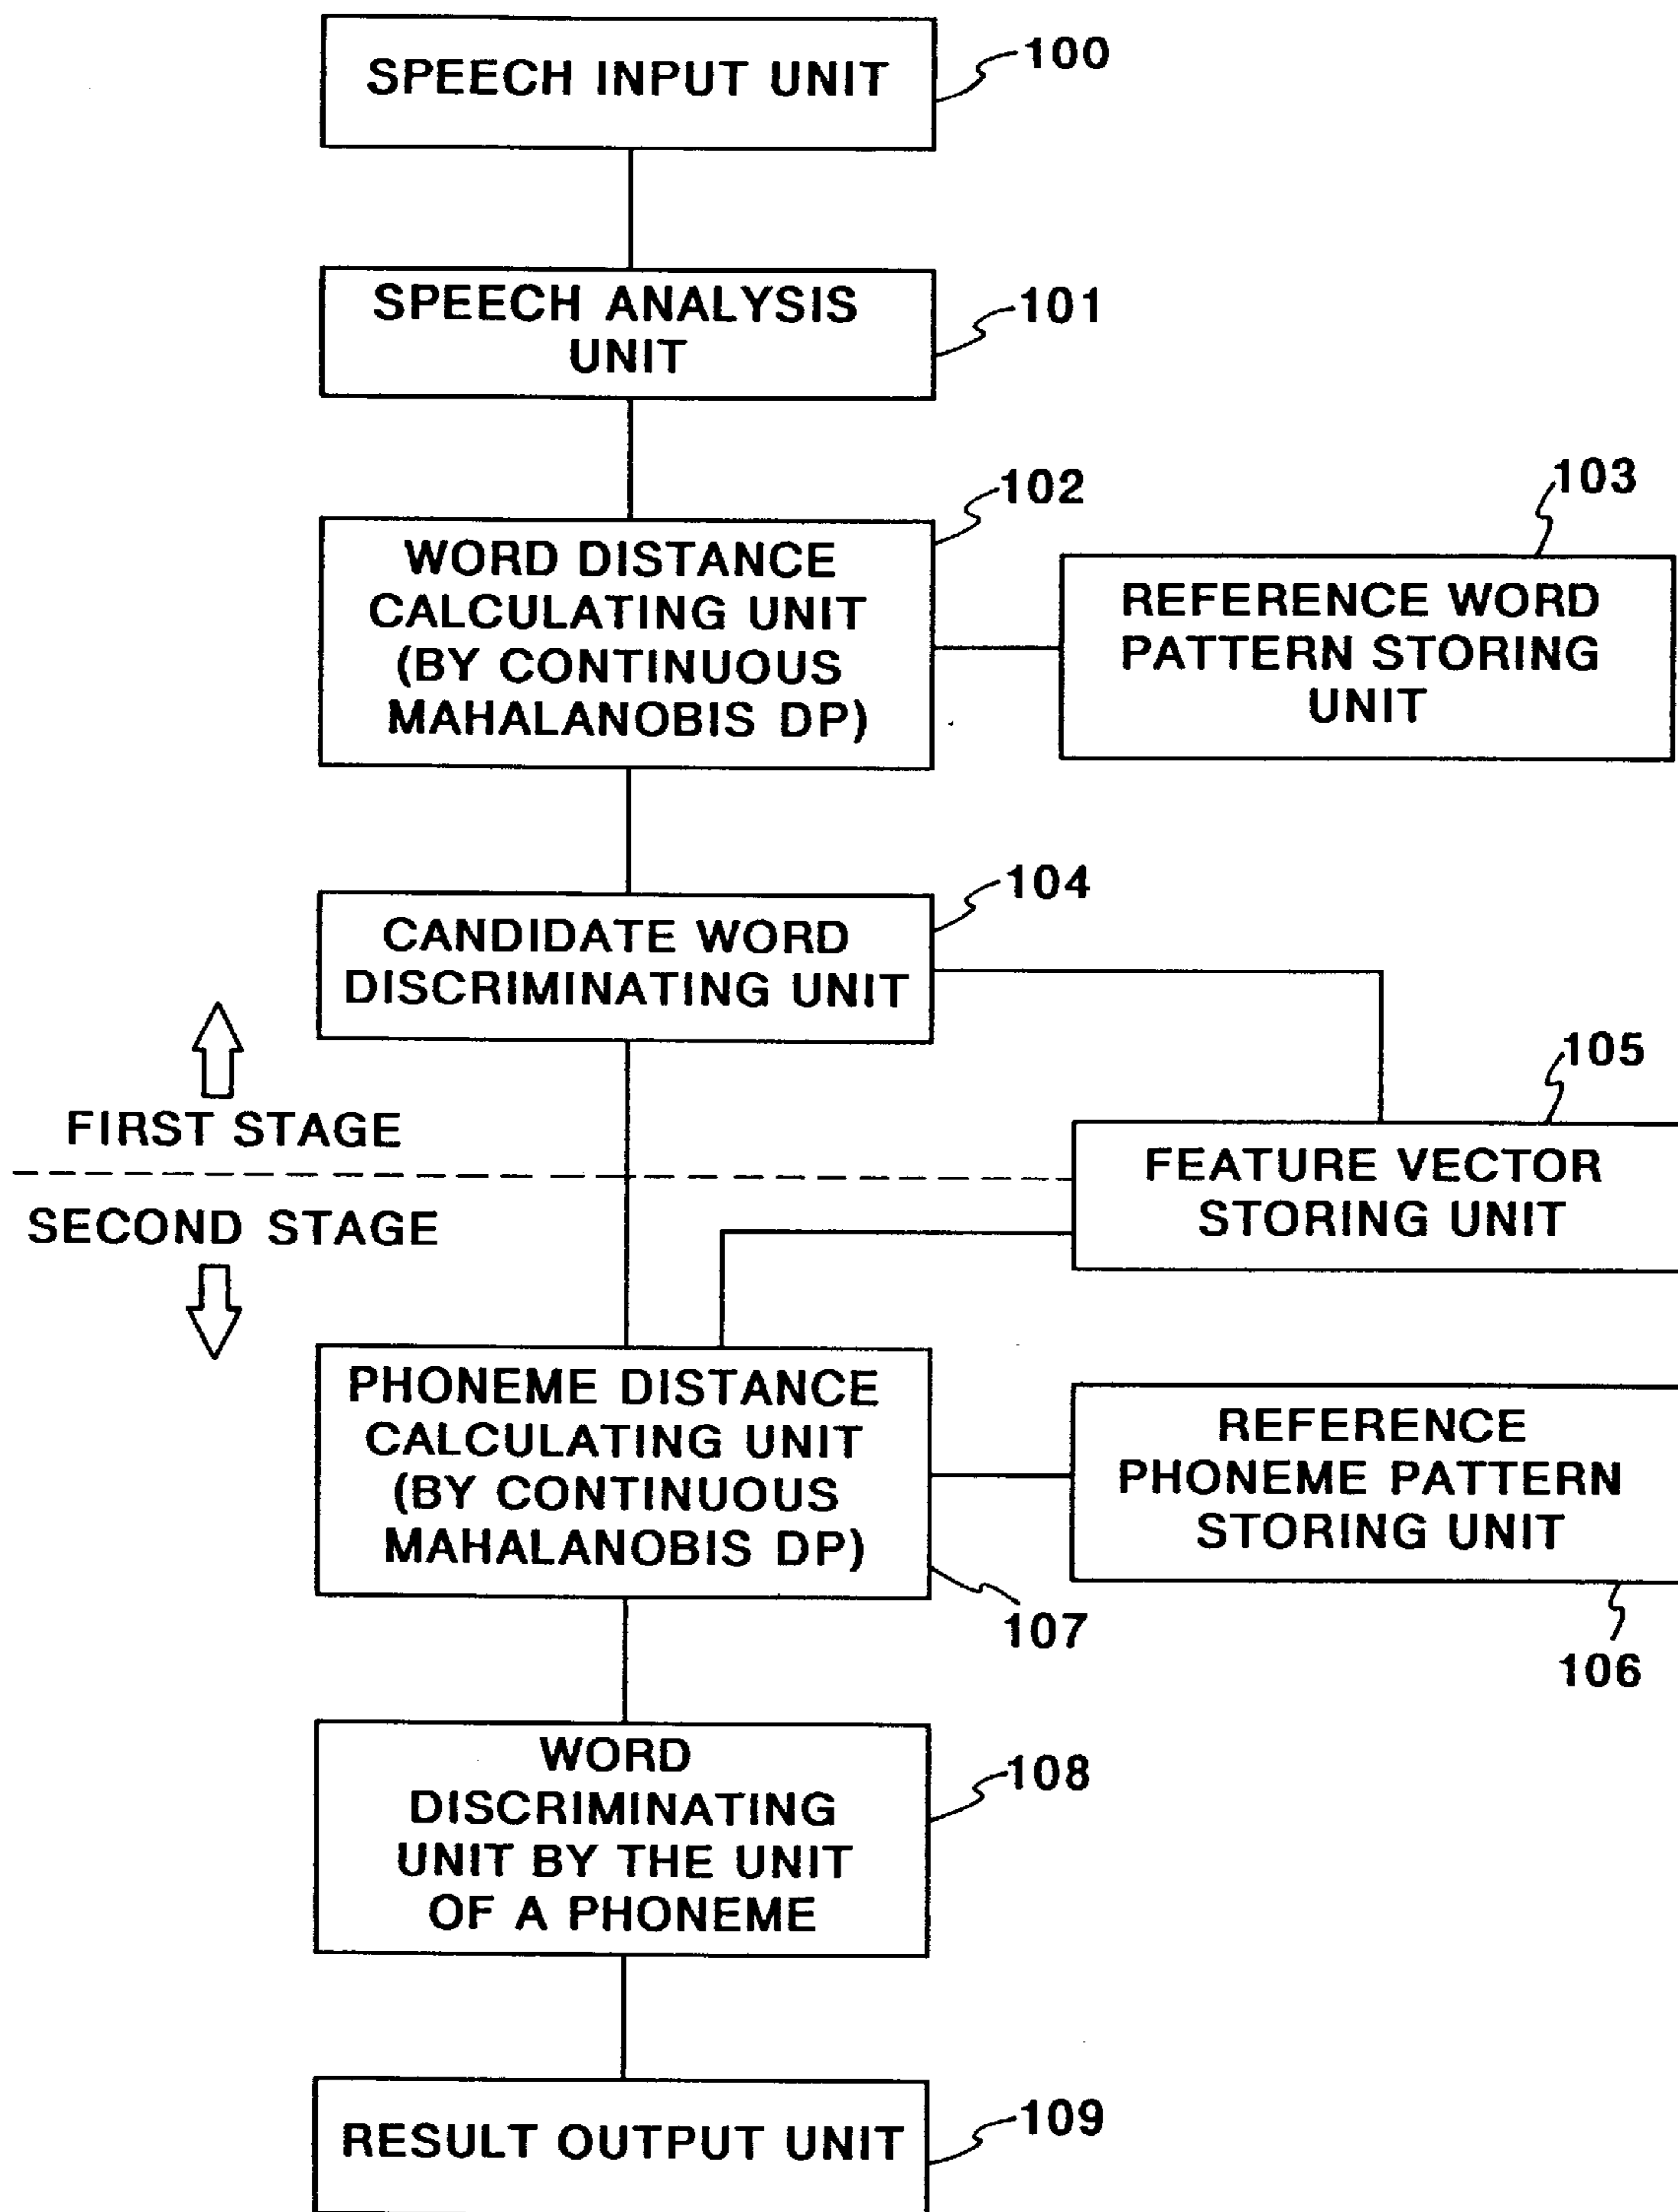 SPEECH INPUT UNIT
100
SPEECH ANALYSIS
UNIT
101
WORD DISTANCE
CALCULATING UNIT
(BY CONTINUOUS
MAHALANOBIS DP)
102
REFERENCE WORD
PATTERN STORING
UNIT
103
CANDIDATE WORD
DISCRIMINATING UNIT
104
FIRST STAGE
SECOND STAGE
FEATURE VECTOR
STORING UNIT
105
PHONEME DISTANCE
CALCULATING UNIT
(BY CONTINUOUS
MAHALANOBIS DP)
107
REFERENCE
PHONEME PATTERN
STORING UNIT
106
WORD
DISCRIMINATING
UNIT BY THE UNIT
OF A PHONEME
108
RESULT OUTPUT UNIT
109